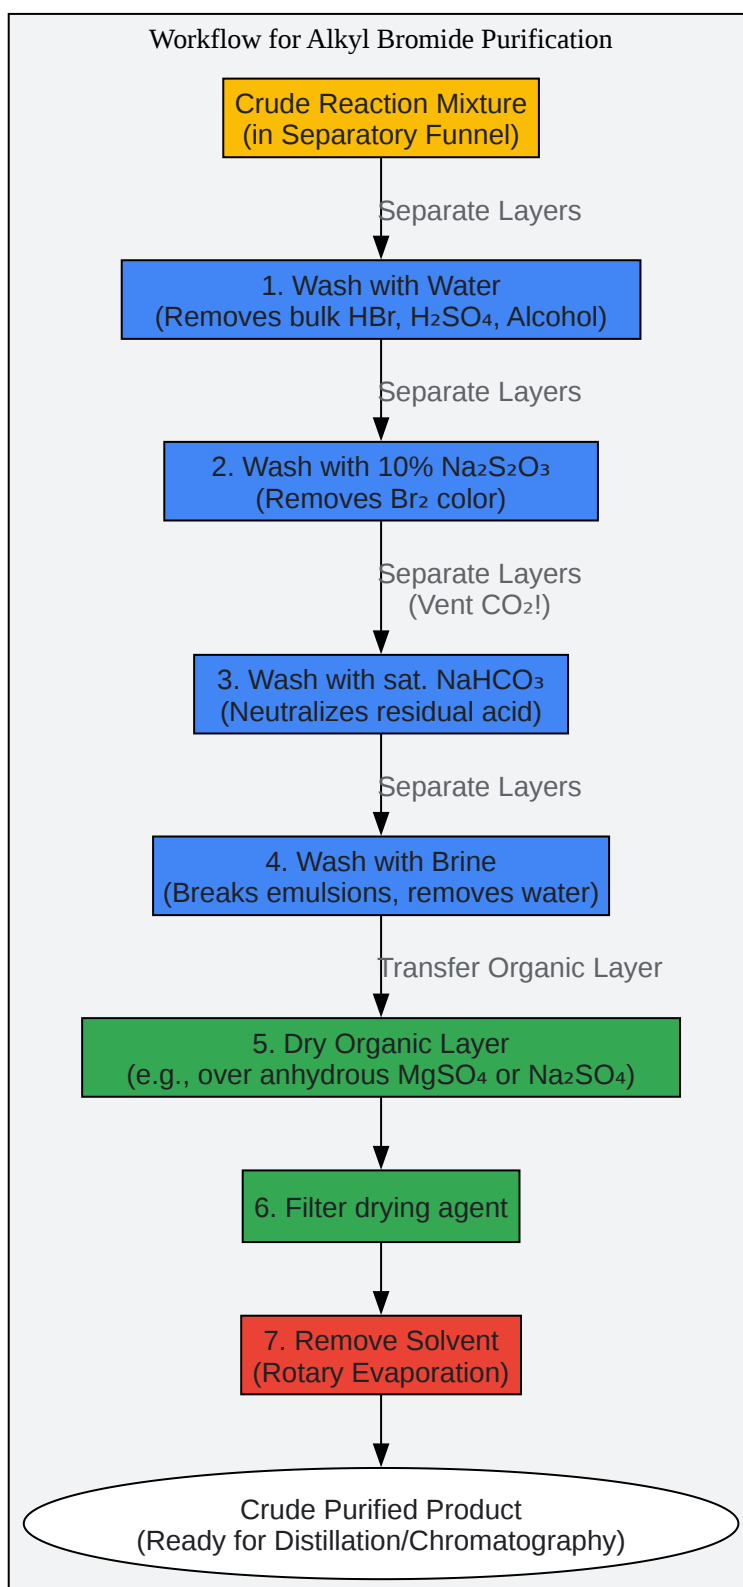 Workflow for Alkyl Bromide Purification
Crude Reaction Mixture
(in Separatory Funnel)
Separate Layers
1. Wash with Water
(Removes bulk HBr, H₂SO₄, Alcohol)
Separate Layers
2. Wash with 10% Na₂S₂O₃
(Removes Br₂ color)
Separate Layers
(Vent CO₂!)
3. Wash with sat. NaHCO₃
(Neutralizes residual acid)
Separate Layers
4. Wash with Brine
(Breaks emulsions, removes water)
Transfer Organic Layer
5. Dry Organic Layer
(e.g., over anhydrous MgSO₄ or Na₂SO₄)
6. Filter drying agent
7. Remove Solvent
(Rotary Evaporation)
Crude Purified Product
(Ready for Distillation/Chromatography)